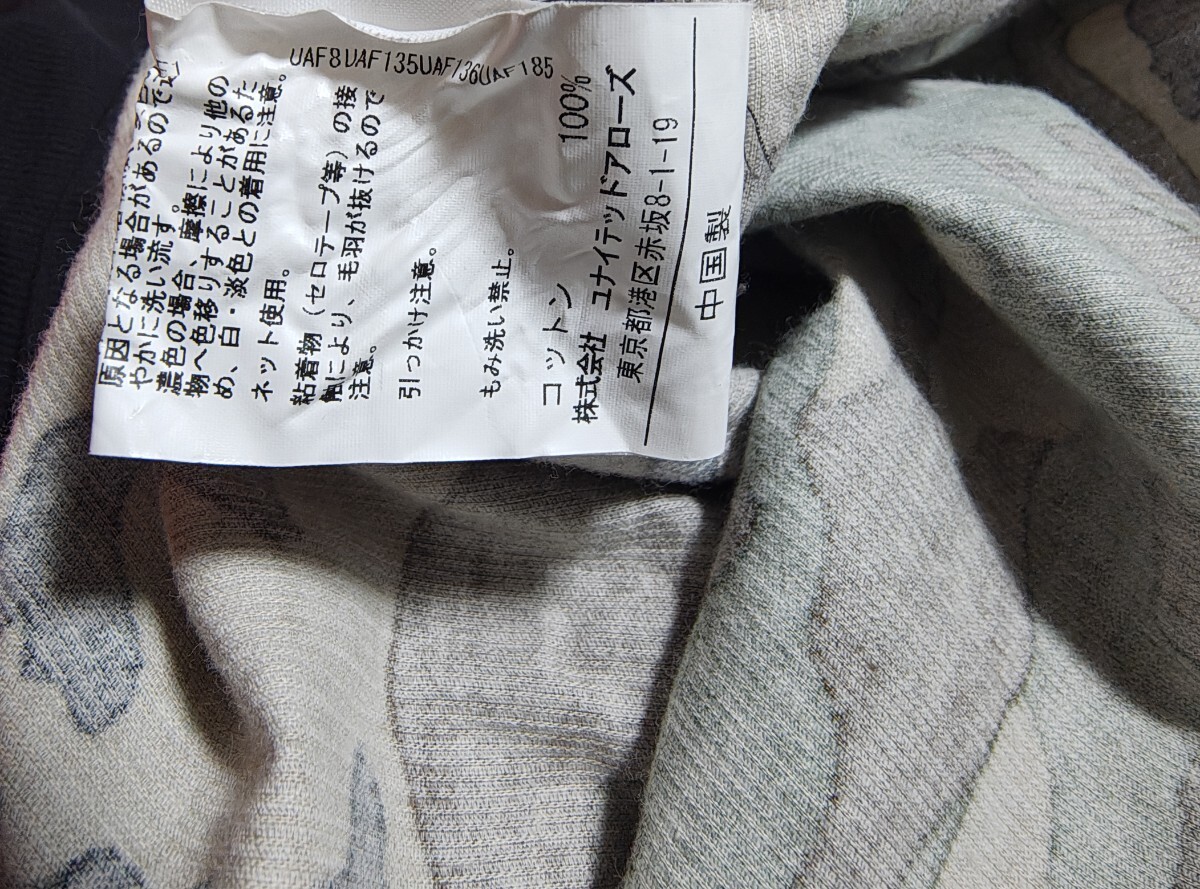 UAF8UAF135UAF136UAF185
原因となる場合があるので速
やかに洗い流す。
濃色の場合、摩擦により他の
物へ色移りすることがあるた
め、白・淡色との着用に注意。
ネット使用。
粘着物(セロテープ等)の接
触により、毛羽が抜けるので
注意。
引っかけ注意。
もみ洗い禁止。
コットン 100%
株式会社 ユナイテッドアローズ
東京都港区赤坂8-1-19
中国製